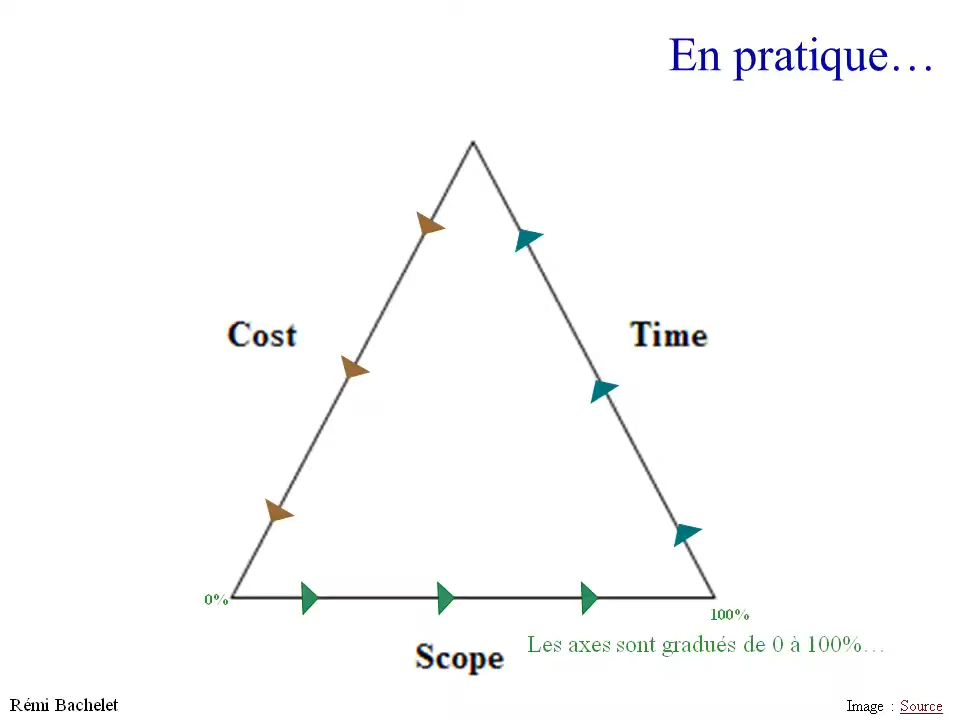 En pratique…
Cost
Time
0%
100%
Les axes sont gradués de 0 à 100%…
Scope
Rémi Bachelet
Image : Source